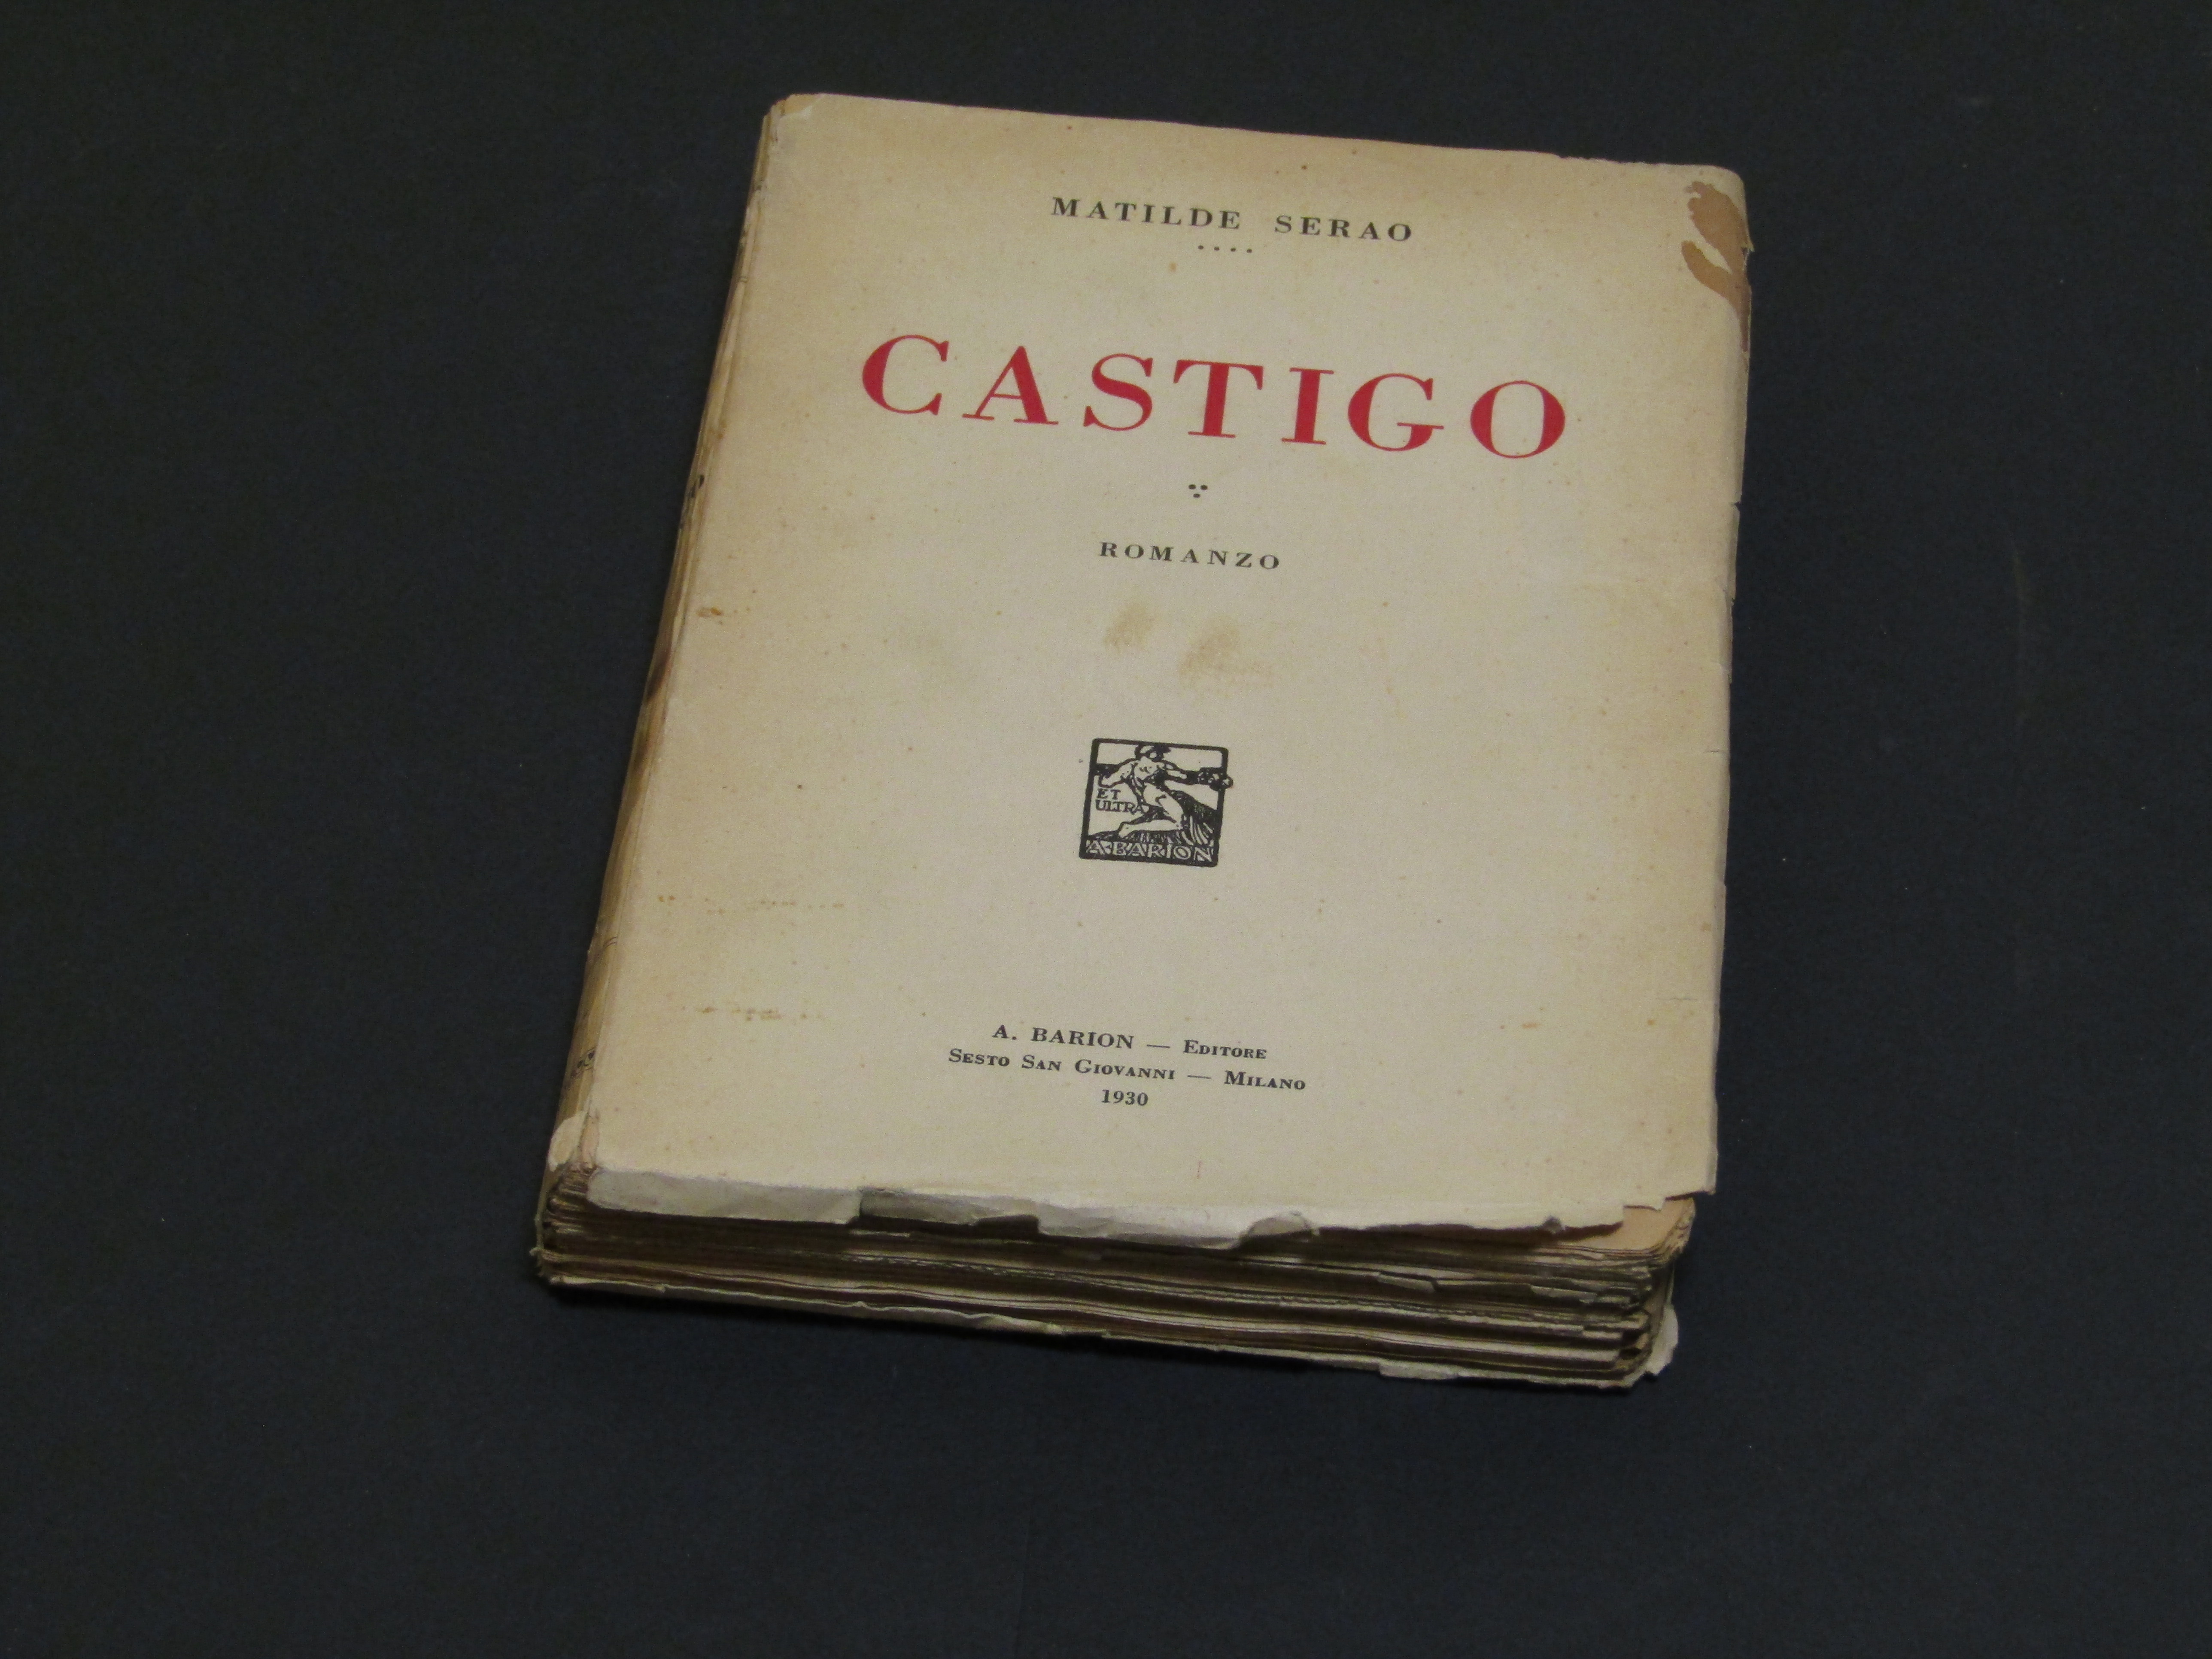 MATILDE SERAO
CASTIGO
ROMANZO
ET
ULTRA
A·BARION
A. BARION — EDITORE
SESTO SAN GIOVANNI — MILANO
1930